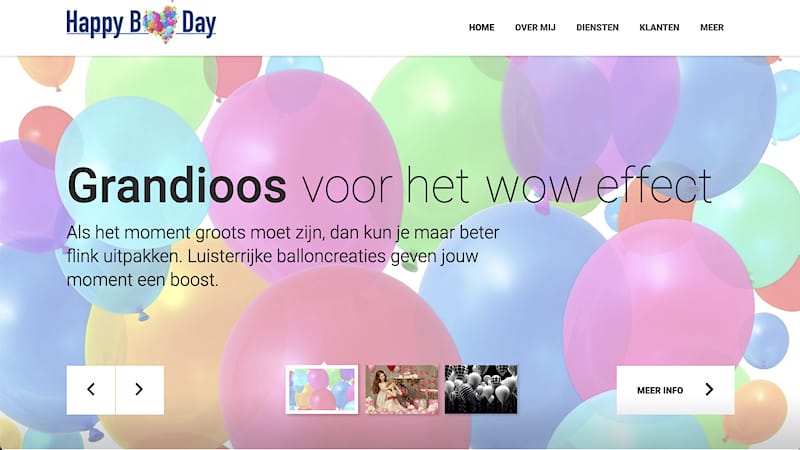 Happy B Day
HOME OVER MIJ DIENSTEN KLANTEN MEER
Grandioos voor het wow effect
Als het moment groots moet zijn, dan kun je maar beter
flink uitpakken. Luisterrijke balloncreaties geven jouw
moment een boost.
MEER INFO